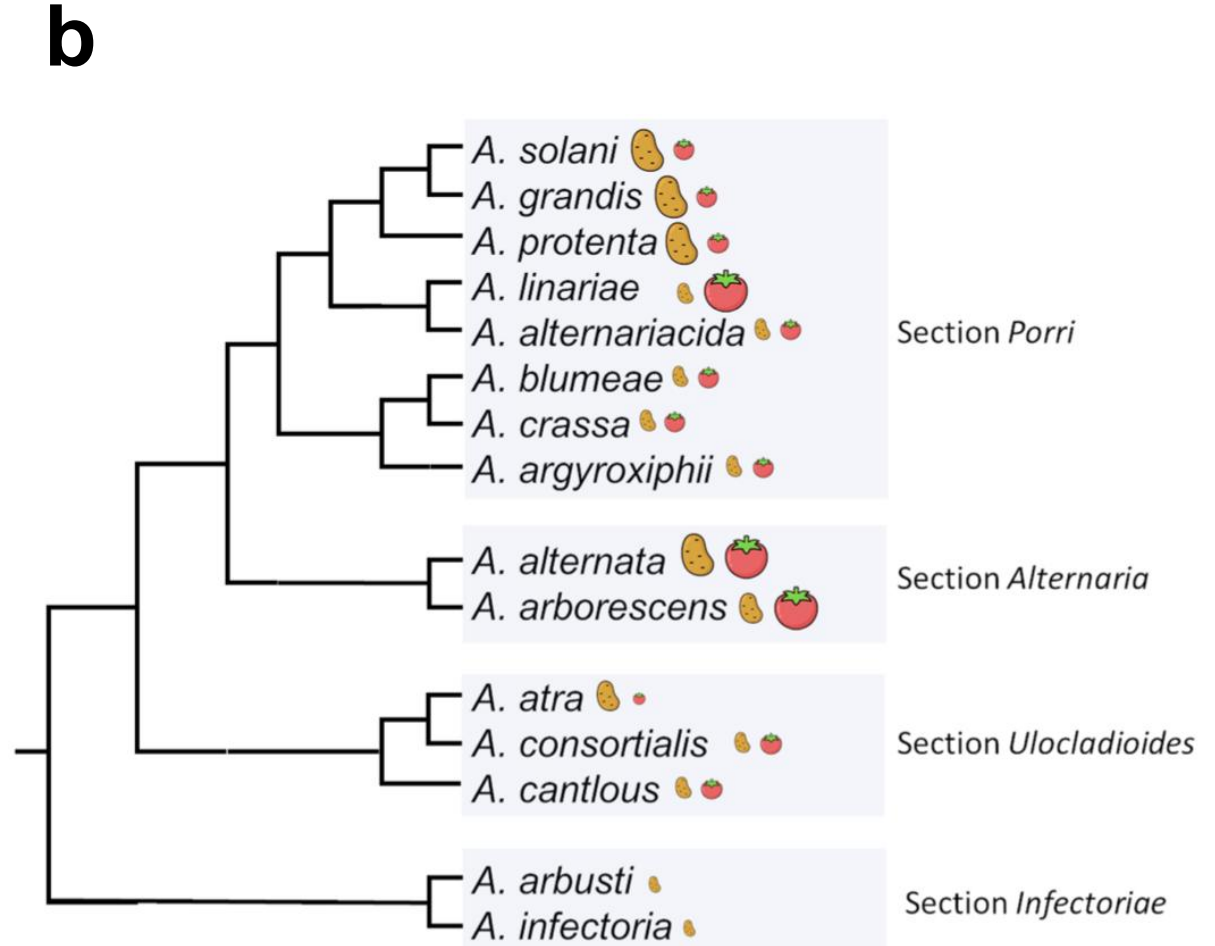 b
A. solani
A. grandis
A. protenta
A. linariae
A. alternariacida
Section Porri
A. blumeae
A. crassa
A. argyroxiphii
A. alternata
Section Alternaria
A. arborescens
A. atra
A. consortialis
Section Ulocladioides
A. cantlous
A. arbusti
Section Infectoriae
A. infectoria